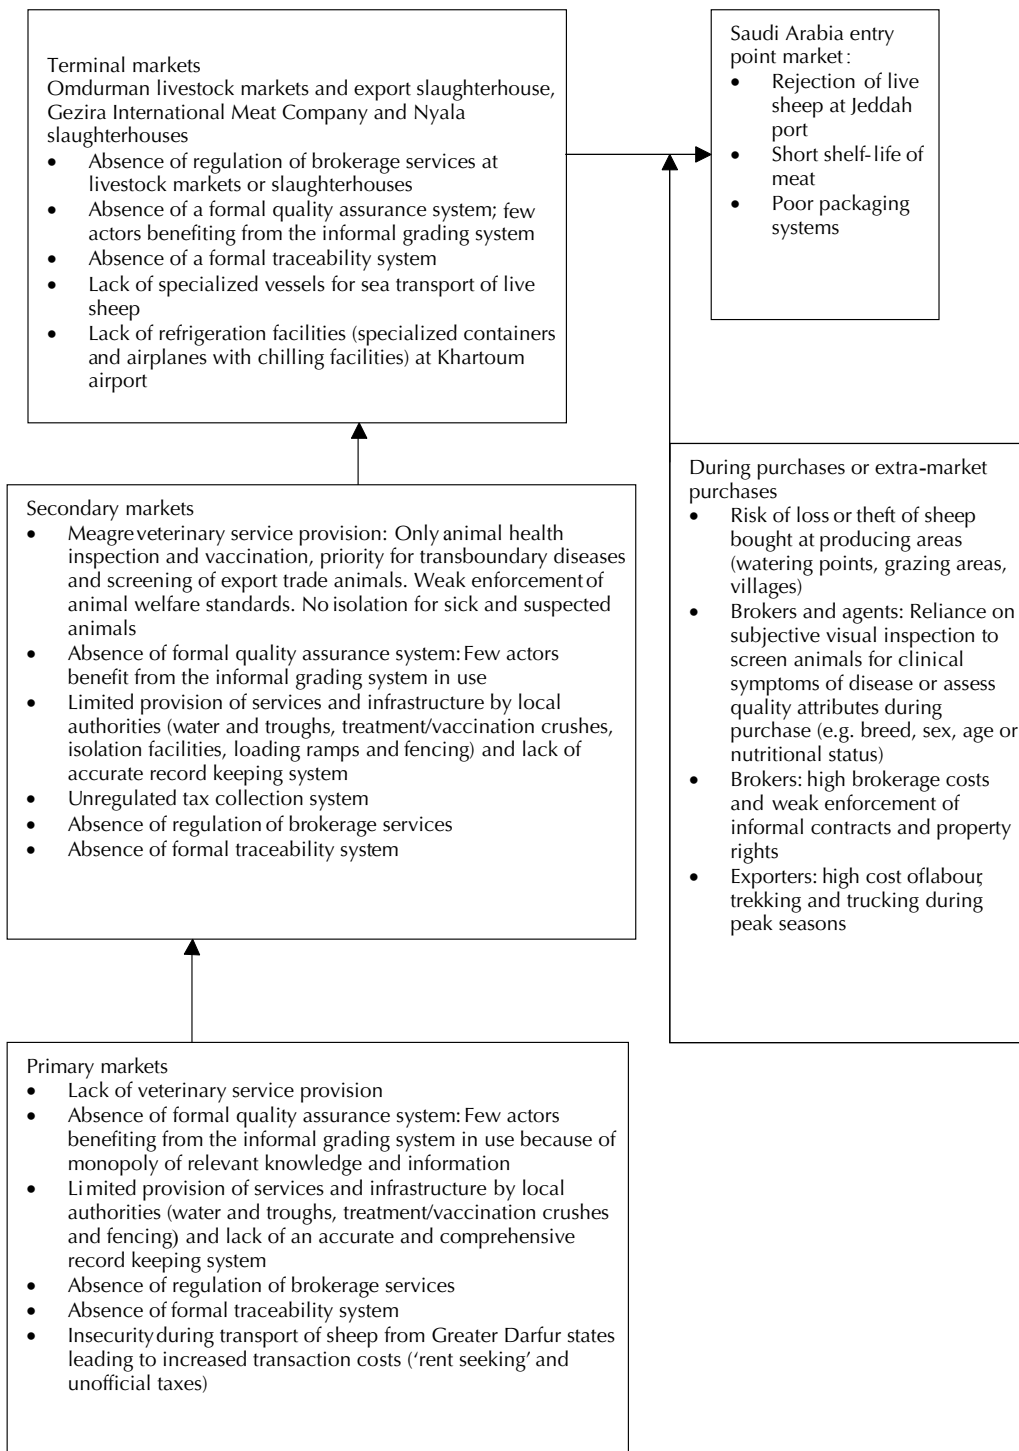 Terminal markets
Omdurman livestock markets and export slaughterhouse,
Gezira International Meat Company and Nyala
slaughterhouses
• Absence of regulation of brokerage services at
livestock markets or slaughterhouses
• Absence of a formal quality assurance system; few
actors benefiting from the informal grading system
• Absence of a formal traceability system
• Lack of specialized vessels for sea transport of live
sheep
• Lack of refrigeration facilities (specialized containers
and airplanes with chilling facilities) at Khartoum
airport
Saudi Arabia entry
point market:
• Rejection of live
sheep at Jeddah
port
• Short shelf-life of
meat
• Poor packaging
systems
Secondary markets
• Meagre veterinary service provision: Only animal health
inspection and vaccination, priority for transboundary diseases
and screening of export trade animals. Weak enforcement of
animal welfare standards. No isolation for sick and suspected
animals
• Absence of formal quality assurance system: Few actors
benefit from the informal grading system in use
• Limited provision of services and infrastructure by local
authorities (water and troughs, treatment/vaccination crushes,
isolation facilities, loading ramps and fencing) and lack of
accurate record keeping system
• Unregulated tax collection system
• Absence of regulation of brokerage services
• Absence of formal traceability system
During purchases or extra-market
purchases
• Risk of loss or theft of sheep
bought at producing areas
(watering points, grazing areas,
villages)
• Brokers and agents: Reliance on
subjective visual inspection to
screen animals for clinical
symptoms of disease or assess
quality attributes during
purchase (e.g. breed, sex, age or
nutritional status)
• Brokers: high brokerage costs
and weak enforcement of
informal contracts and property
rights
• Exporters: high cost of labour,
trekking and trucking during
peak seasons
Primary markets
• Lack of veterinary service provision
• Absence of formal quality assurance system: Few actors
benefiting from the informal grading system in use because of
monopoly of relevant knowledge and information
• Limited provision of services and infrastructure by local
authorities (water and troughs, treatment/vaccination crushes
and fencing) and lack of an accurate and comprehensive
record keeping system
• Absence of regulation of brokerage services
• Absence of formal traceability system
• Insecurity during transport of sheep from Greater Darfur states
leading to increased transaction costs (‘rent seeking’ and
unofficial taxes)